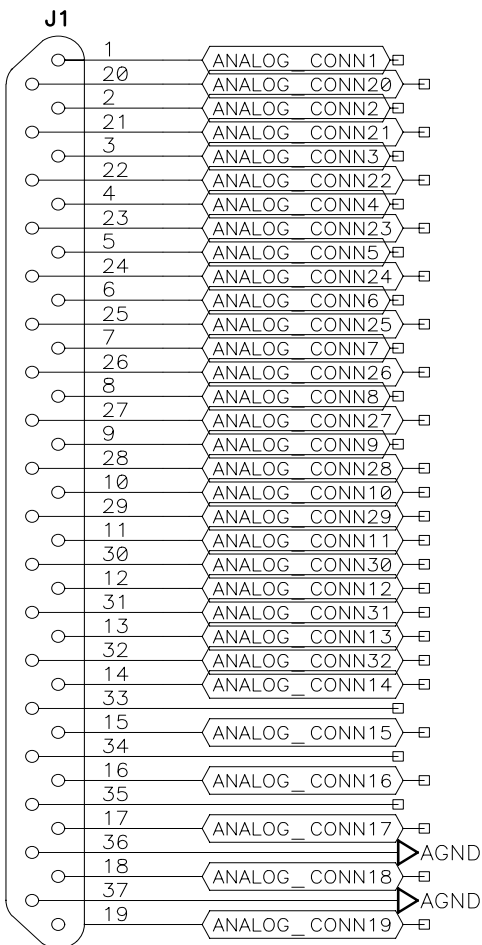 J1
1 ANALOG_CONN1
20 ANALOG_CONN20
2 ANALOG_CONN2
21 ANALOG_CONN21
3 ANALOG_CONN3
22 ANALOG_CONN22
4 ANALOG_CONN4
23 ANALOG_CONN23
5 ANALOG_CONN5
24 ANALOG_CONN24
6 ANALOG_CONN6
25 ANALOG_CONN25
7 ANALOG_CONN7
26 ANALOG_CONN26
8 ANALOG_CONN8
27 ANALOG_CONN27
9 ANALOG_CONN9
28 ANALOG_CONN28
10 ANALOG_CONN10
29 ANALOG_CONN29
11 ANALOG_CONN11
30 ANALOG_CONN30
12 ANALOG_CONN12
31 ANALOG_CONN31
13 ANALOG_CONN13
32 ANALOG_CONN32
14 ANALOG_CONN14
33
15 ANALOG_CONN15
34
16 ANALOG_CONN16
35
17 ANALOG_CONN17
36 AGND
18 ANALOG_CONN18
37 AGND
19 ANALOG_CONN19